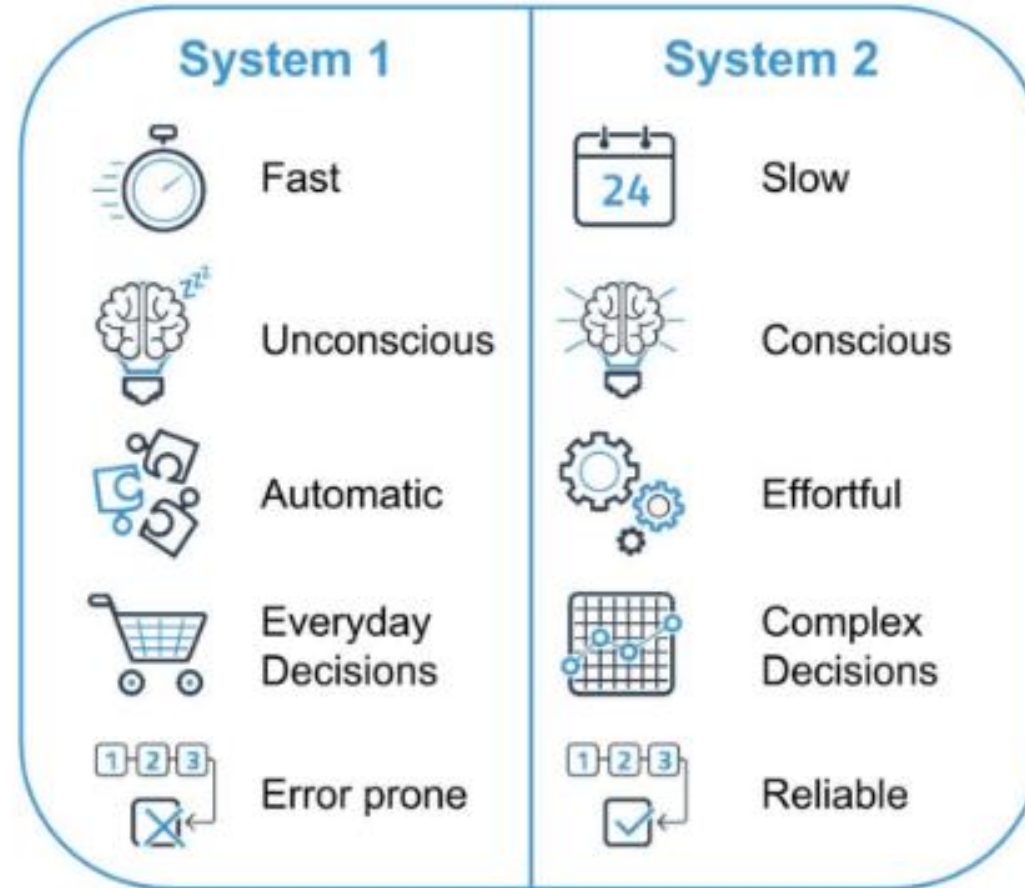 System 1
Fast
Unconscious
zzz
Automatic
Everyday
Decisions
1 2 3
Error prone
System 2
24
Slow
Conscious
Effortful
Complex
Decisions
1 2 3
Reliable